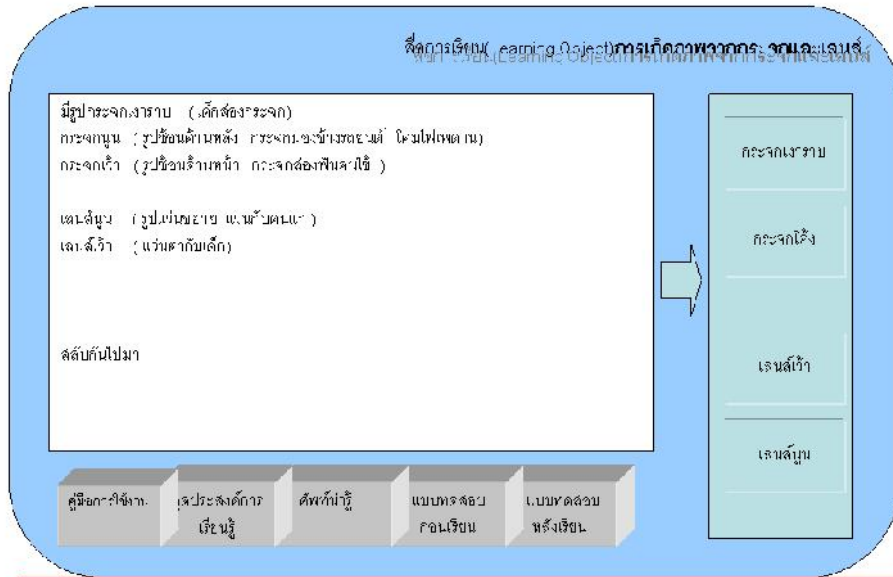 สื่อการเรียน(Learning Object)การเกิดภาพจากกระจกและเลนส์
มีรูปกระจกเงาราบ (เด็กส่องกระจก)
กระจกนูน (รูปช้อนด้านหลัง กระจกมองข้างรถยนต์ โคมไฟเพดาน)
กระจกเว้า (รูปช้อนด้านหน้า กระจกส่องฟันคนไข้ )
เลนส์นูน (รูปแว่นขยาย แว่นกับคนแก่ )
เลนส์เว้า (แว่นตากับเด็ก)
สลับกันไปมา
กระจกเงาราบ
กระจกโค้ง
เลนส์เว้า
เลนส์นูน
คู่มือการใช้งาน
จุดประสงค์การ
เรียนรู้
ศัพท์น่ารู้
แบบทดสอบ
ก่อนเรียน
แบบทดสอบ
หลังเรียน